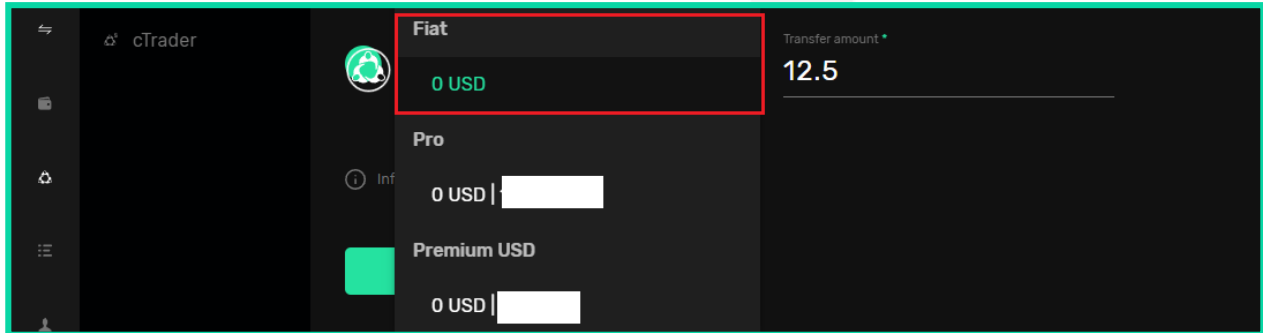 cTrader
Fiat
0 USD
Pro
0 USD |
Premium USD
0 USD |
Inf
Transfer amount *
12.5